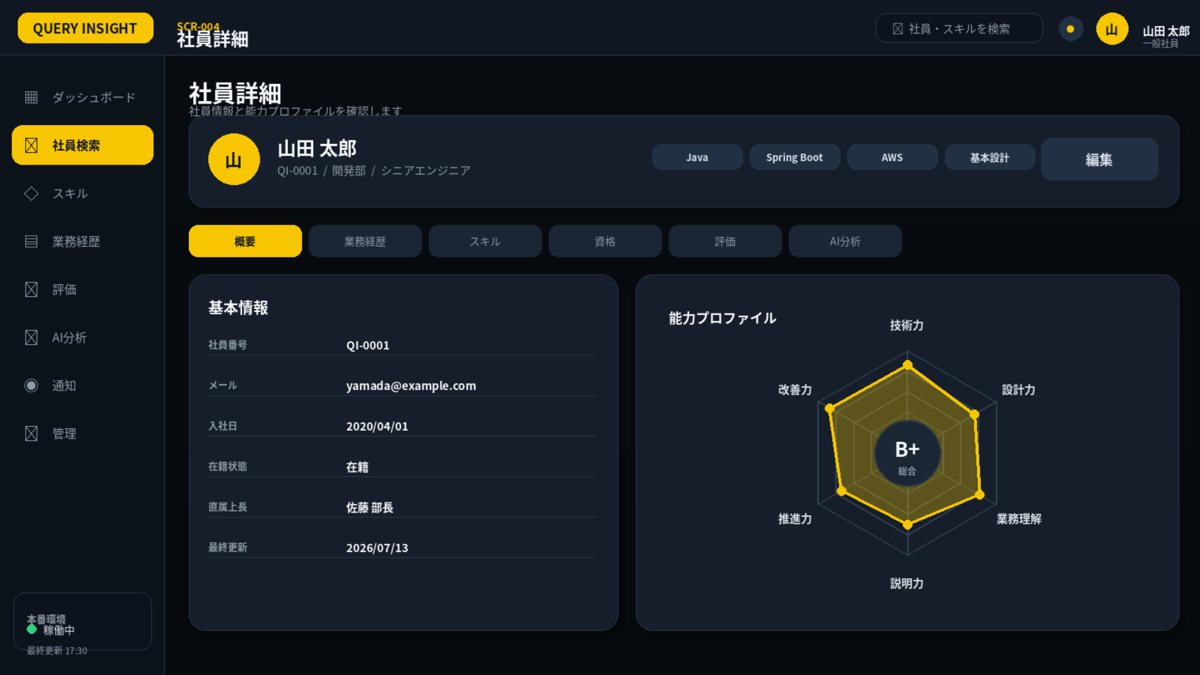 QUERY INSIGHT
SCR-004
社員詳細
社員・スキルを検索
山
山田 太郎
一般社員
ダッシュボード
社員検索
スキル
業務経歴
評価
AI分析
通知
管理
本番環境
稼働中
最終更新 17:30
社員詳細
社員情報と能力プロファイルを確認します
山
山田 太郎
QI-0001 / 開発部 / シニアエンジニア
Java
Spring Boot
AWS
基本設計
編集
概要
業務経歴
スキル
資格
評価
AI分析
基本情報
社員番号 QI-0001
メール yamada@example.com
入社日 2020/04/01
在籍状態 在籍
直属上長 佐藤 部長
最終更新 2026/07/13
能力プロファイル
技術力
改善力
設計力
B+
総合
推進力
業務理解
説明力